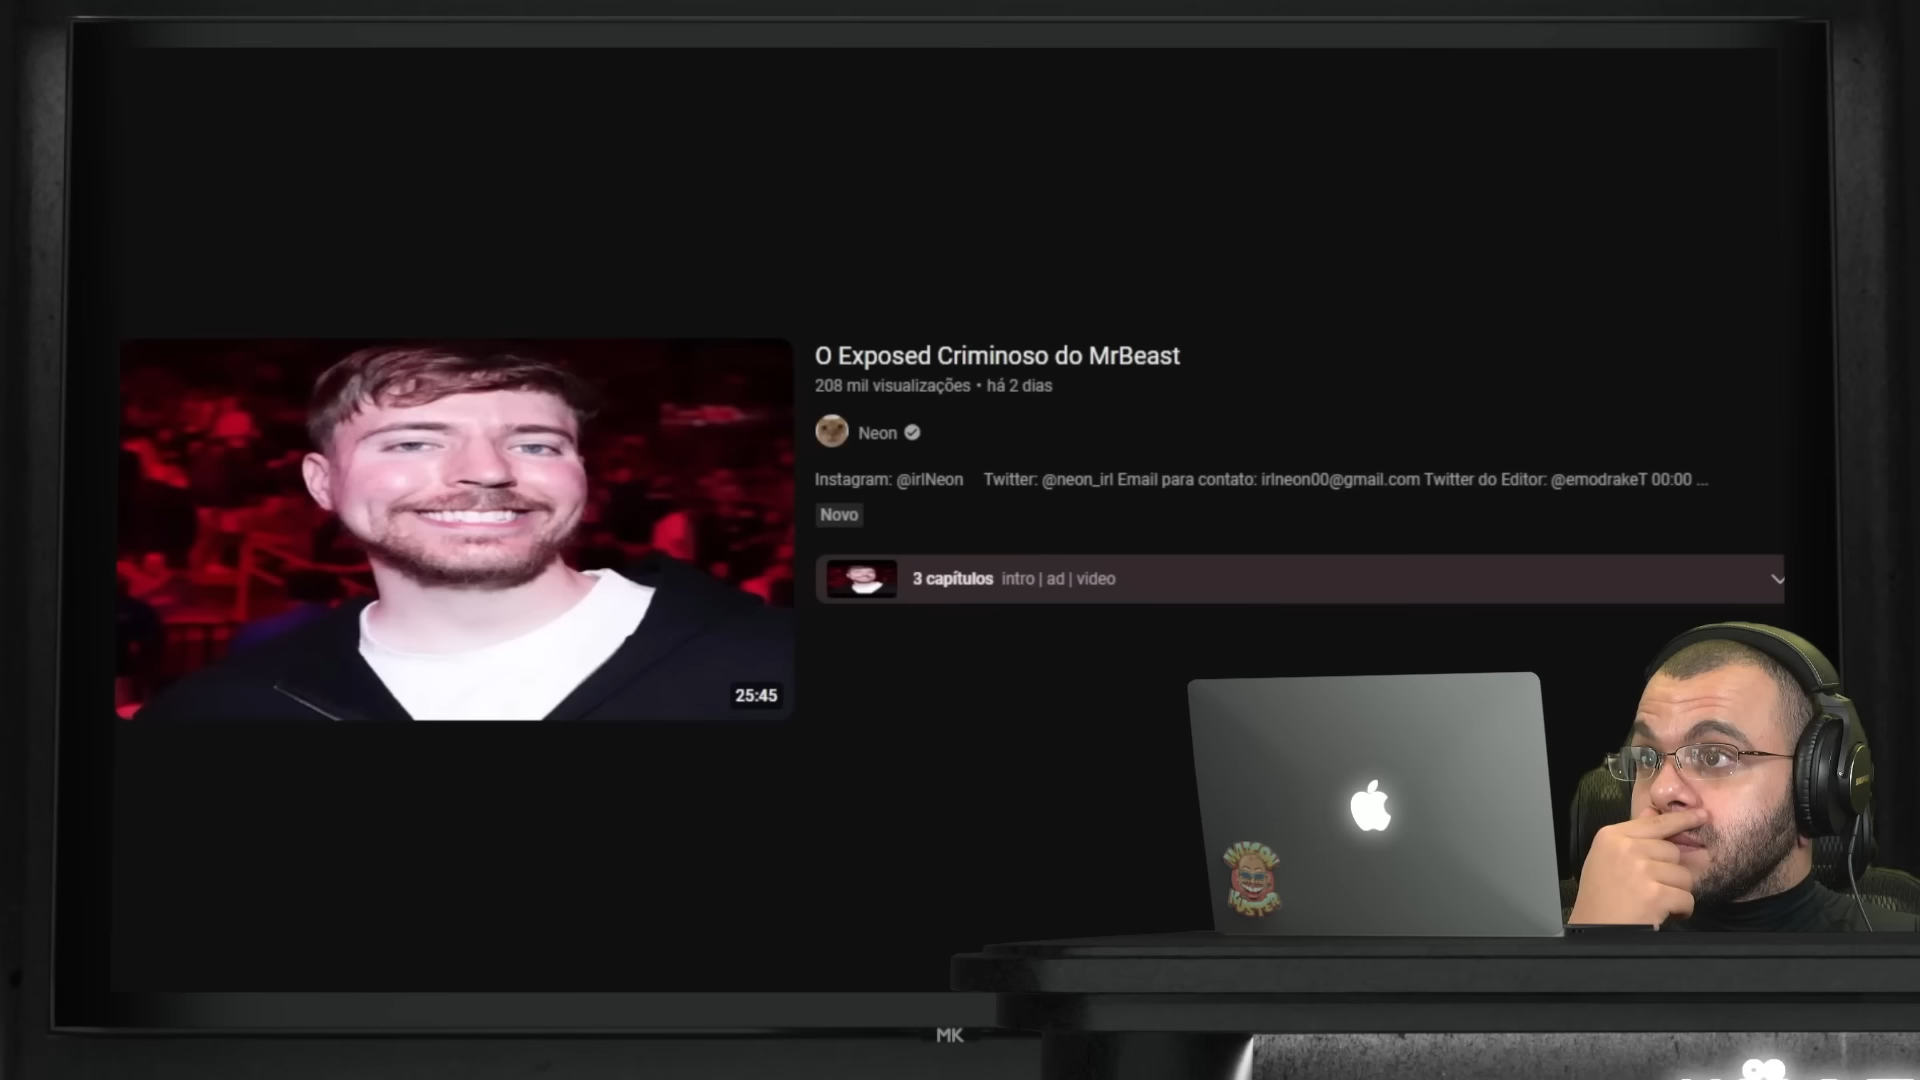 O Exposed Criminoso do MrBeast
208 mil visualizações • há 2 dias
Neon
Instagram: @irlNeon Twitter: @neon_irl Email para contato: irlneon00@gmail.com Twitter do Editor: @emodrakeT 00:00 ...
Novo
3 capítulos intro | ad | video
25:45
MK